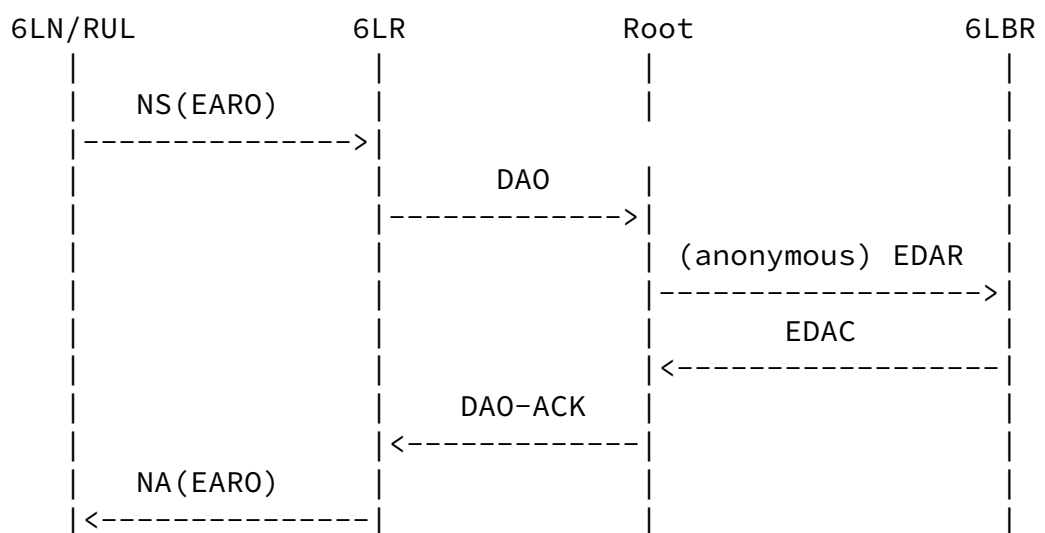 6LN/RUL 6LR Root 6LBR
NS(EARO)
DAO
(anonymous) EDAR
EDAC
DAO-ACK
NA(EARO)